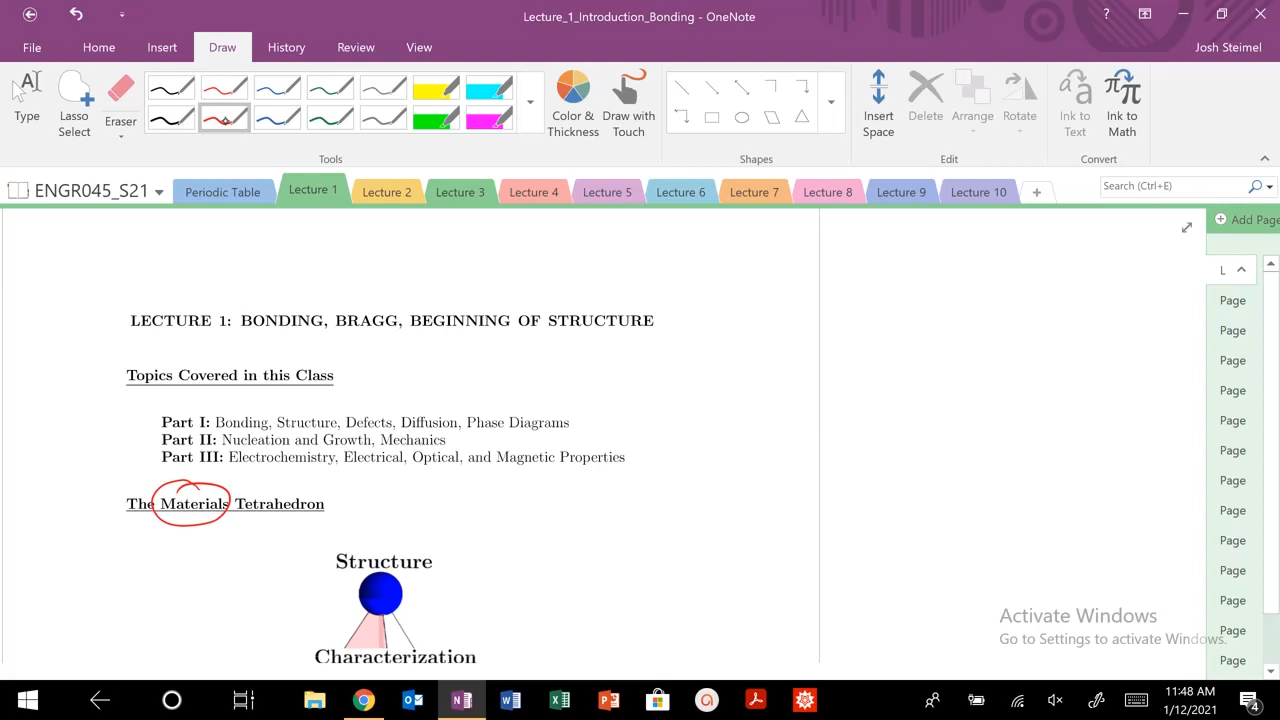 Lecture_1_Introduction_Bonding - OneNote
File Home Insert Draw History Review View Josh Steimel
Type Lasso Select Eraser Color & Thickness Draw with Touch Insert Space Delete Arrange Rotate Ink to Text Ink to Math
Tools Shapes Edit Convert
ENGR045_S21 Periodic Table Lecture 1 Lecture 2 Lecture 3 Lecture 4 Lecture 5 Lecture 6 Lecture 7 Lecture 8 Lecture 9 Lecture 10 Search (Ctrl+E)
Add Page
L
Page
Page
Page
Page
Page
Page
Page
Page
Page
Page
Page
Page
Page
LECTURE 1: BONDING, BRAGG, BEGINNING OF STRUCTURE
Topics Covered in this Class
Part I: Bonding, Structure, Defects, Diffusion, Phase Diagrams
Part II: Nucleation and Growth, Mechanics
Part III: Electrochemistry, Electrical, Optical, and Magnetic Properties
The Materials Tetrahedron
Structure
Characterization
Activate Windows
Go to Settings to activate Windows.
11:48 AM
1/12/2021
4